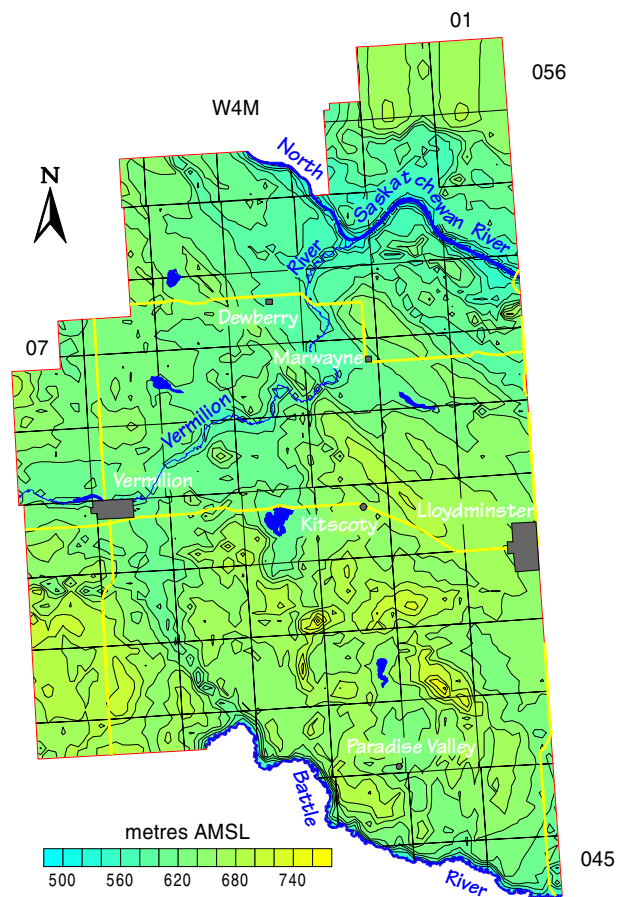 01
056
W4M
N
North
Saskatchewan River
River
Dewberry
07
Marwayne
Vermilion
Vermilion
Lloydminster
Kitscoty
Paradise Valley
Battle
River
metres AMSL
500 560 620 680 740
045